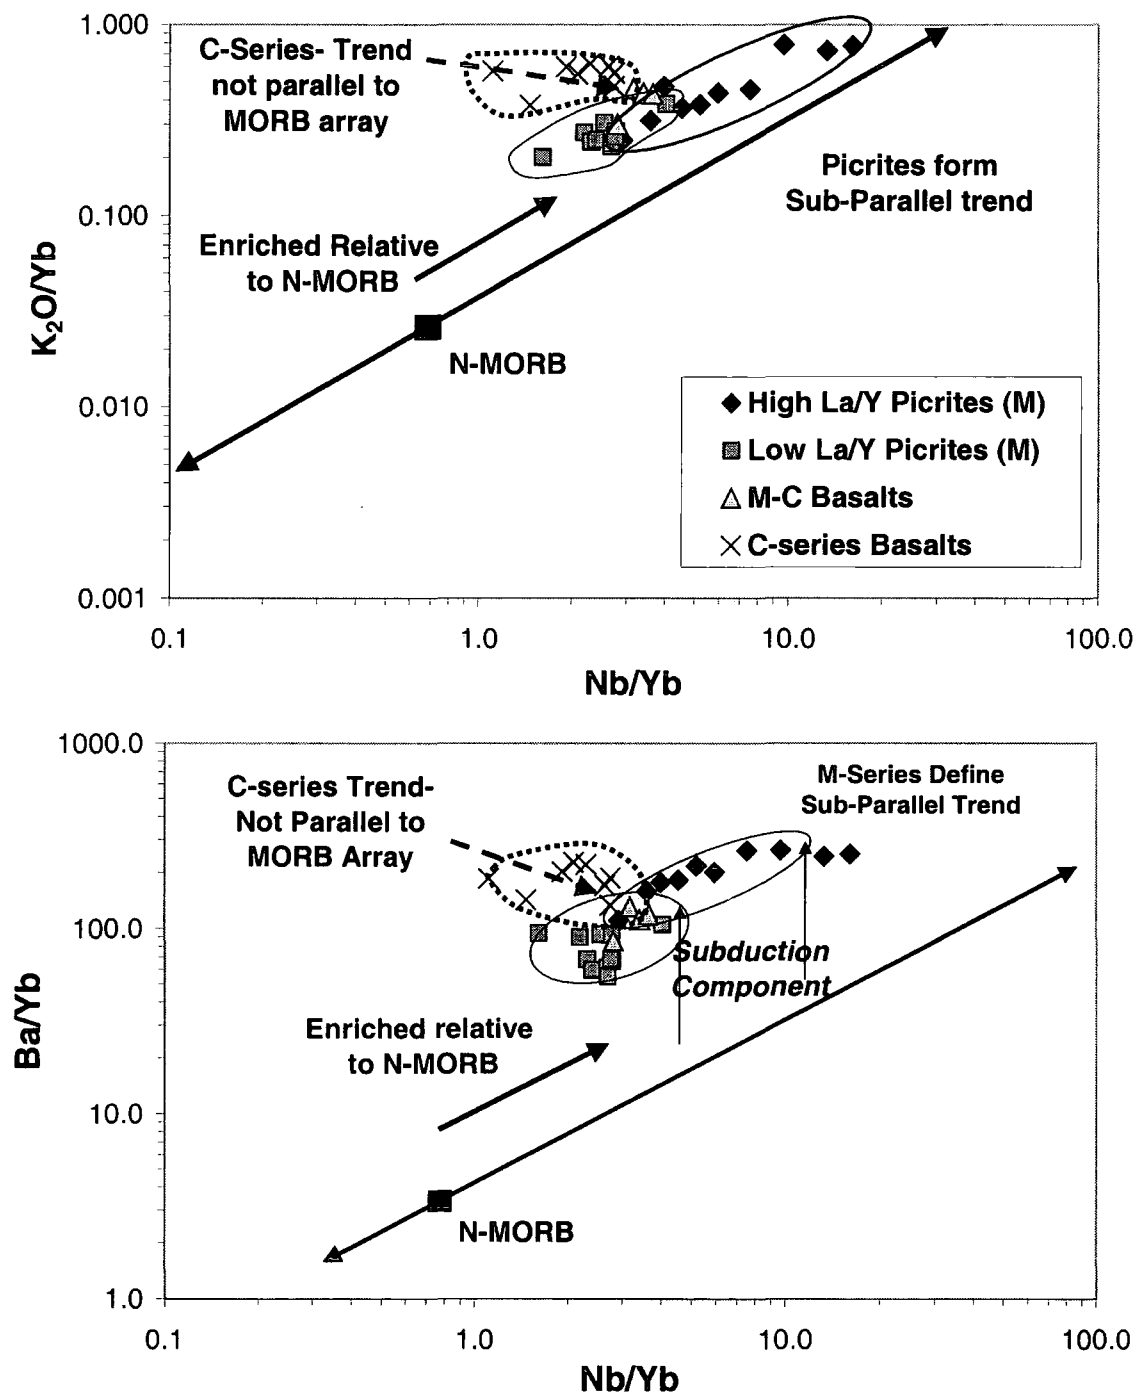 1.000
0.100
0.010
0.001
K₂O/Yb
C-Series- Trend
not parallel to
MORB array
Enriched Relative
to N-MORB
N-MORB
Picrites form
Sub-Parallel trend
High La/Y Picrites (M)
Low La/Y Picrites (M)
M-C Basalts
C-series Basalts
0.1 1.0 10.0 100.0
Nb/Yb
1000.0
100.0
10.0
1.0
Ba/Yb
C-series Trend-
Not Parallel to
MORB Array
M-Series Define
Sub-Parallel Trend
Subduction
Component
Enriched relative
to N-MORB
N-MORB
0.1 1.0 10.0 100.0
Nb/Yb